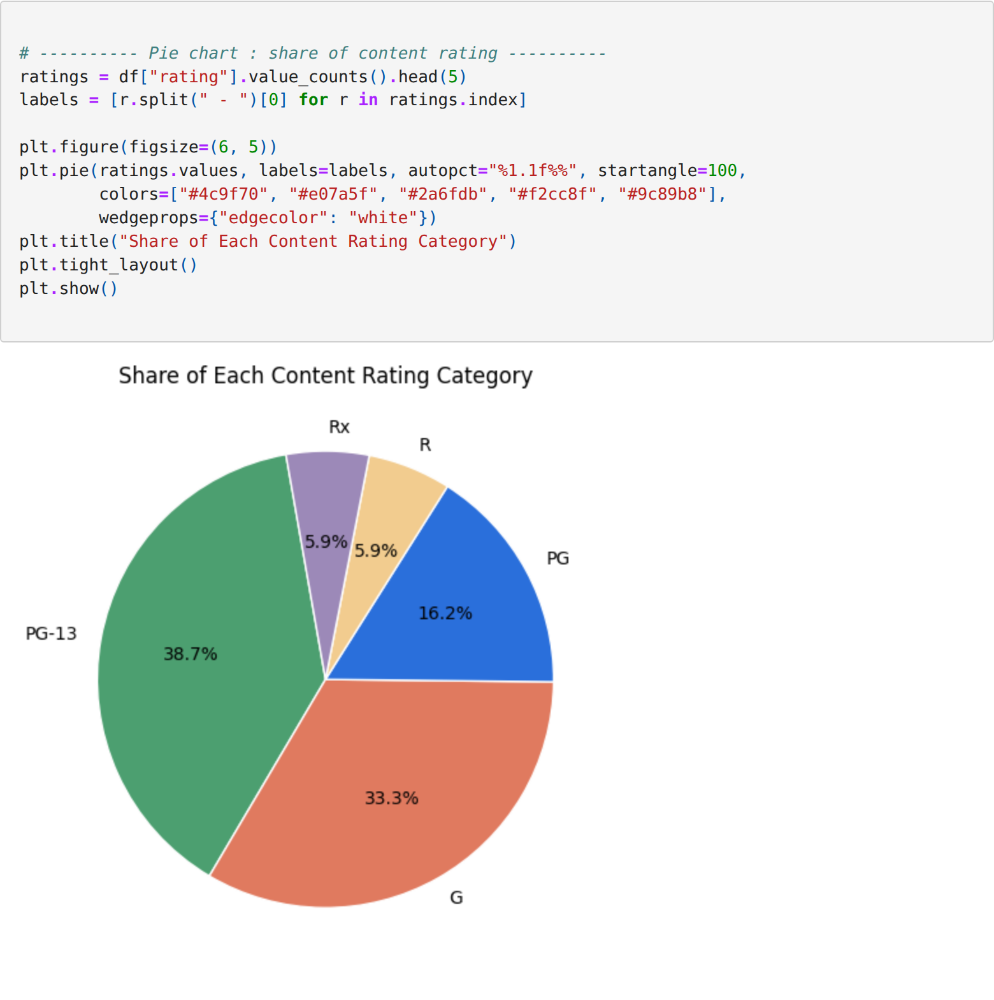 # ---------- Pie chart : share of content rating ----------
ratings = df["rating"].value_counts().head(5)
labels = [r.split(" - ")[0] for r in ratings.index]
plt.figure(figsize=(6, 5))
plt.pie(ratings.values, labels=labels, autopct="%1.1f%%", startangle=100,
        colors=["#4c9f70", "#e07a5f", "#2a6fdb", "#f2cc8f", "#9c89b8"],
        wedgeprops={"edgecolor": "white"})
plt.title("Share of Each Content Rating Category")
plt.tight_layout()
plt.show()
Share of Each Content Rating Category
Rx
R
5.9%
5.9%
PG
16.2%
PG-13
38.7%
33.3%
G